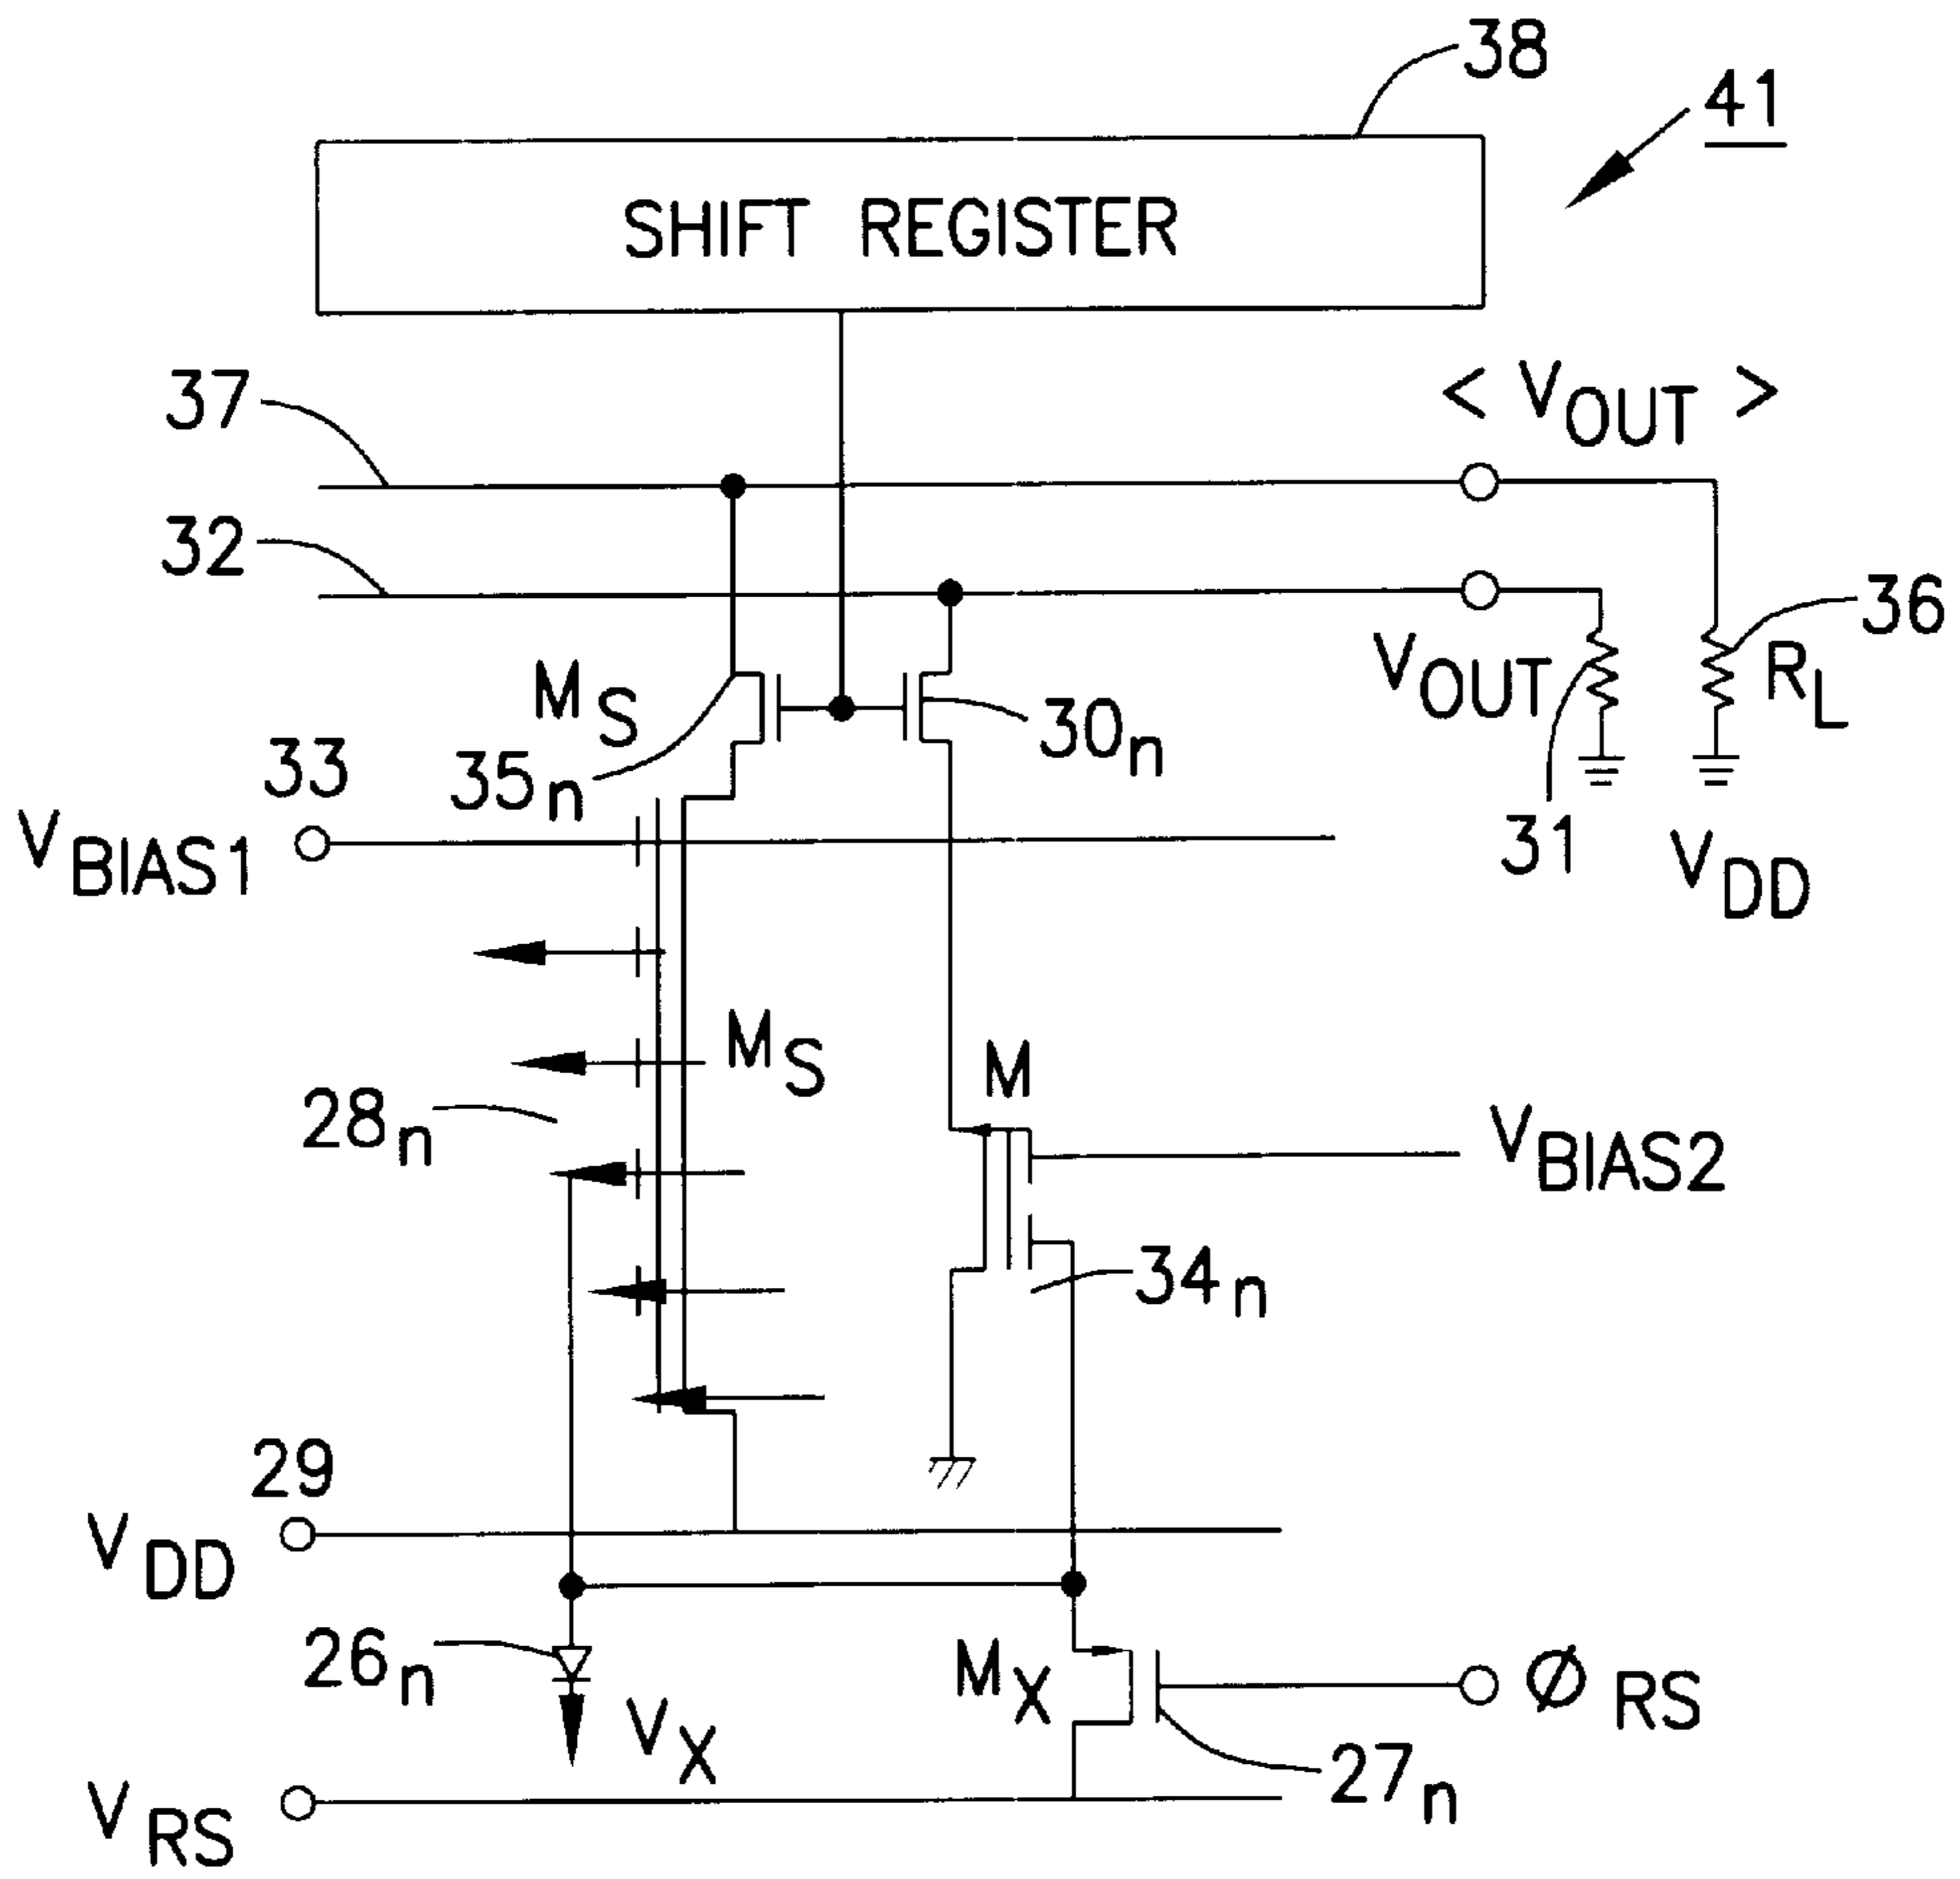 38
41
SHIFT REGISTER
37
< VOUT >
32
36
VOUT
RL
MS
30n
35n
33
VBIAS1
31
VDD
MS
M
28n
VBIAS2
34n
29
VDD
26n
MX
ØRS
VX
27n
VRS